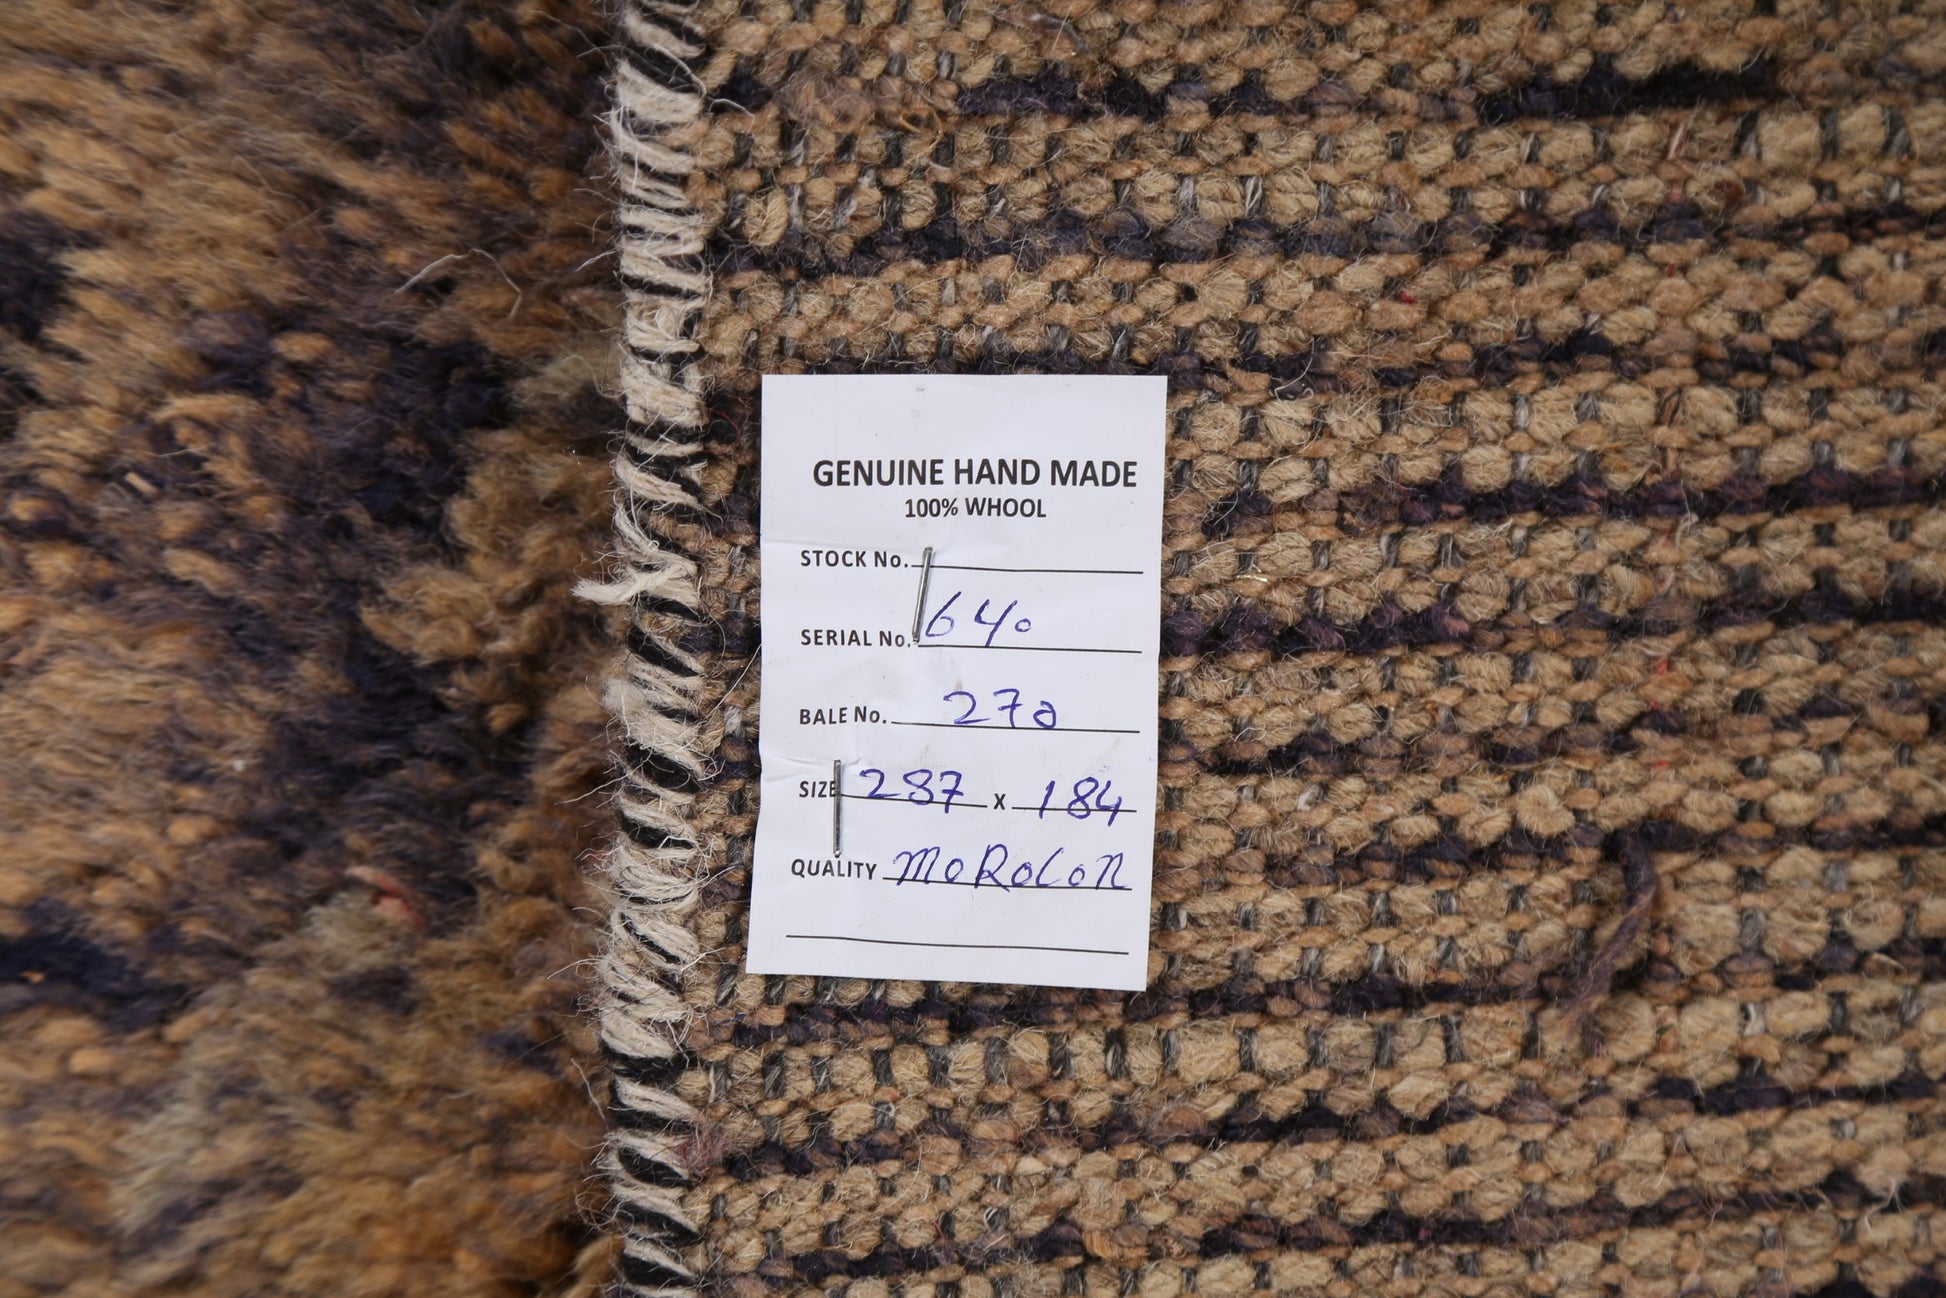 GENUINE HAND MADE
100% WHOOL
STOCK No.
SERIAL No. 640
BALE No. 270
SIZE 287 x 184
QUALITY MoRoCon